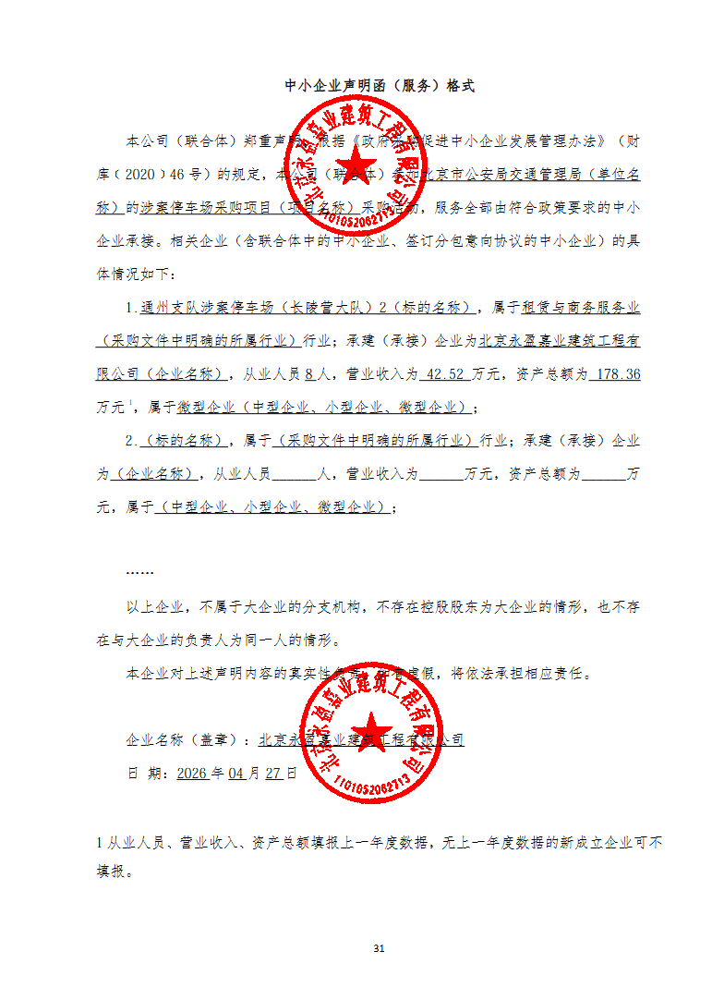 中小企业声明函（服务）格式
北京永盈嘉业建筑工程有限公司
1101052062713
本公司（联合体）郑重声明，根据《政府采购促进中小企业发展管理办法》（财
库﹝2020﹞46号）的规定，本公司（联合体）参加北京市公安局交通管理局（单位名
称）的涉案停车场采购项目（项目名称）采购活动，服务全部由符合政策要求的中小
企业承接。相关企业（含联合体中的中小企业、签订分包意向协议的中小企业）的具
体情况如下：
1.通州支队涉案停车场（长陵营大队）2（标的名称），属于租赁与商务服务业
（采购文件中明确的所属行业）行业；承建（承接）企业为北京永盈嘉业建筑工程有
限公司（企业名称），从业人员8人，营业收入为 42.52 万元，资产总额为 178.36
万元1，属于微型企业（中型企业、小型企业、微型企业）；
2.（标的名称），属于（采购文件中明确的所属行业）行业；承建（承接）企业
为（企业名称），从业人员______人，营业收入为______万元，资产总额为______万
元，属于（中型企业、小型企业、微型企业）；
……
以上企业，不属于大企业的分支机构，不存在控股股东为大企业的情形，也不存
在与大企业的负责人为同一人的情形。
本企业对上述声明内容的真实性负责。如有虚假，将依法承担相应责任。
北京永盈嘉业建筑工程有限公司
1101052062713
企业名称（盖章）：北京永盈嘉业建筑工程有限公司
日 期：2026年04月27日
1从业人员、营业收入、资产总额填报上一年度数据，无上一年度数据的新成立企业可不
填报。
31